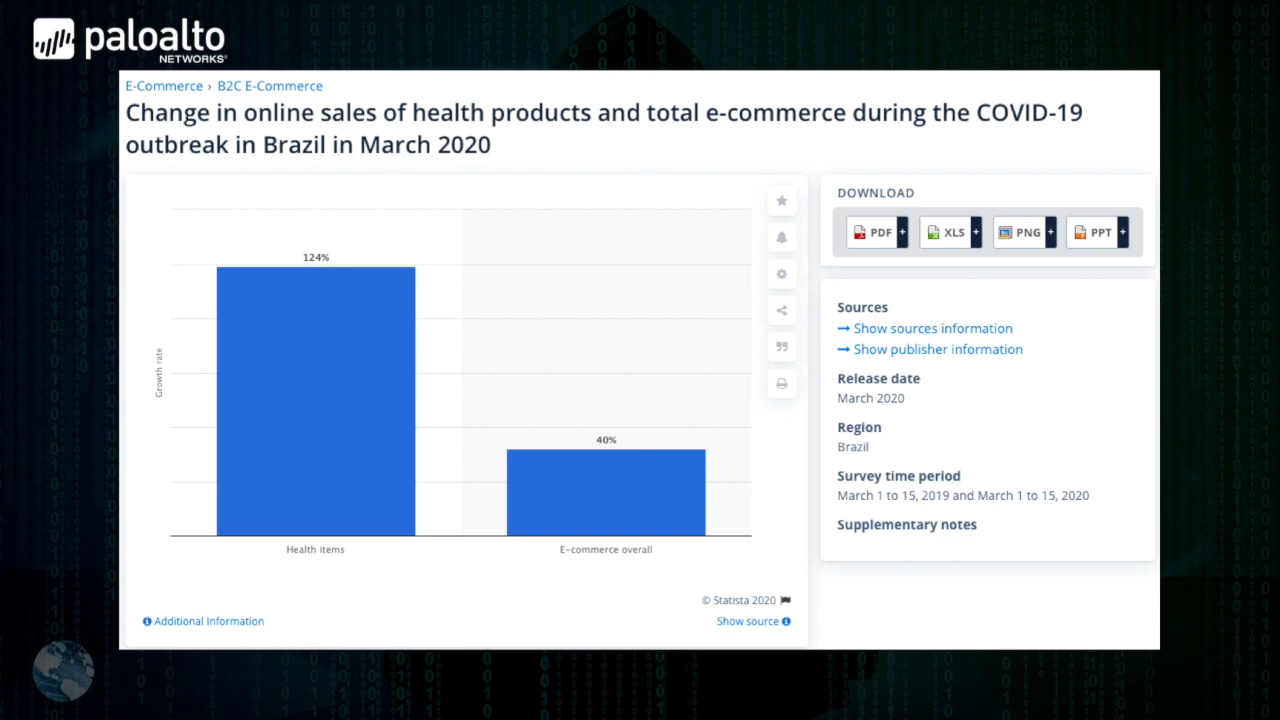 paloalto
NETWORKS
E-Commerce › B2C E-Commerce
Change in online sales of health products and total e-commerce during the COVID-19
outbreak in Brazil in March 2020
DOWNLOAD
PDF +
XLS +
PNG +
PPT +
124%
40%
Growth rate
Health items
E-commerce overall
© Statista 2020
Additional Information
Show source
Sources
→ Show sources information
→ Show publisher information
Release date
March 2020
Region
Brazil
Survey time period
March 1 to 15, 2019 and March 1 to 15, 2020
Supplementary notes